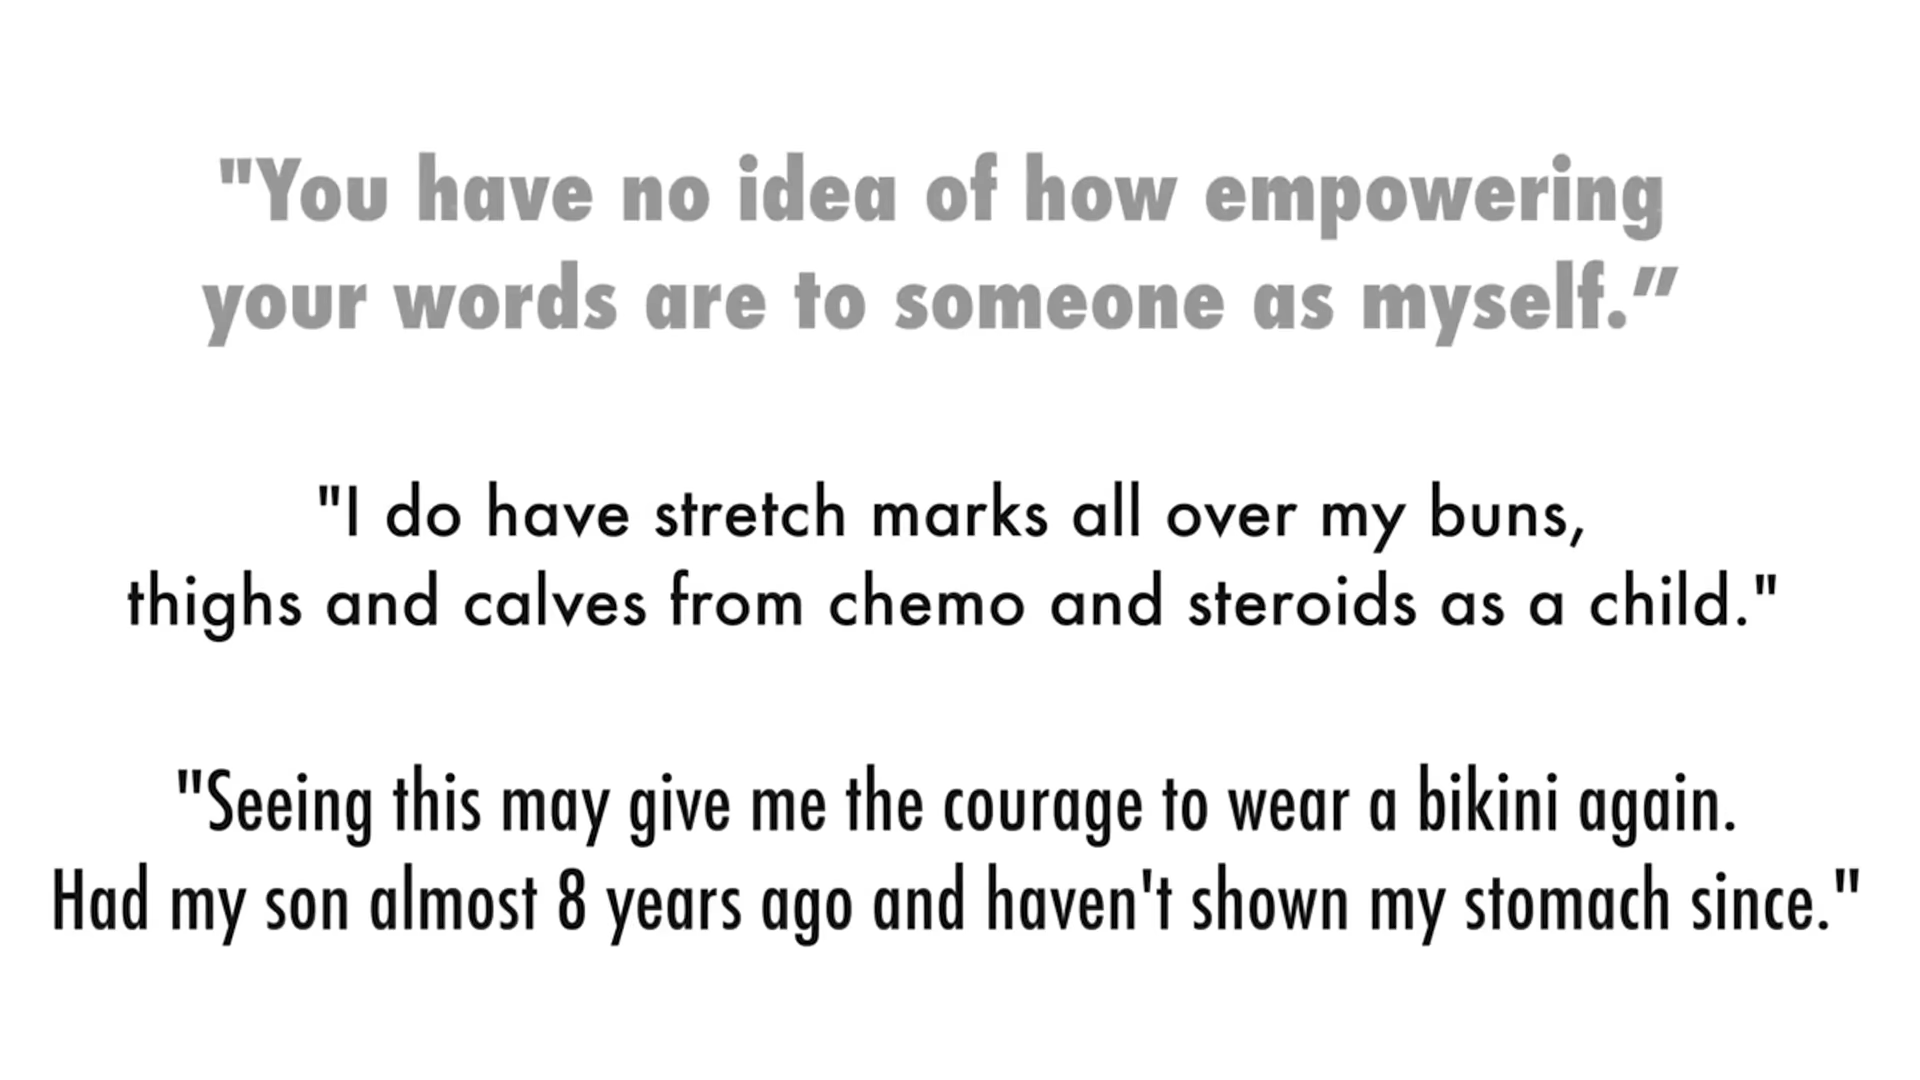 "You have no idea of how empowering
your words are to someone as myself.”
"I do have stretch marks all over my buns,
thighs and calves from chemo and steroids as a child."
"Seeing this may give me the courage to wear a bikini again.
Had my son almost 8 years ago and haven't shown my stomach since."